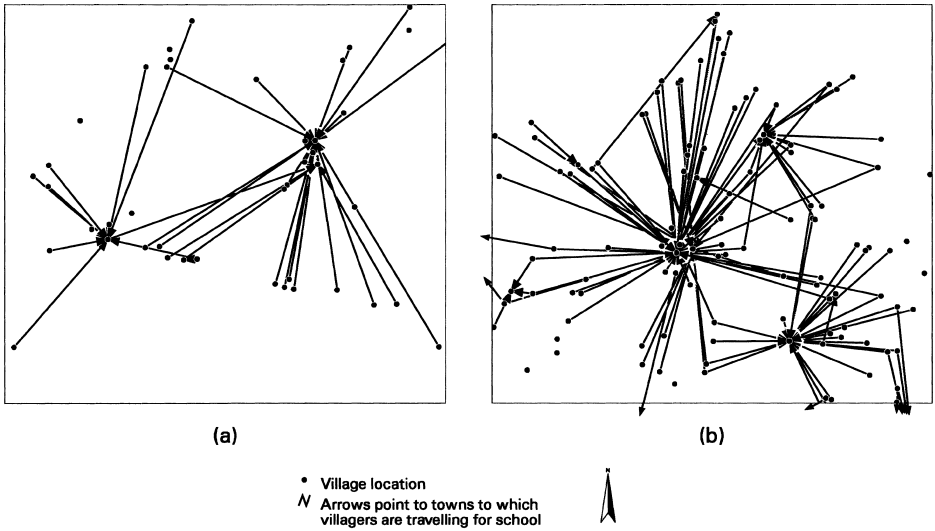 (a)
(b)
Village location
N
Arrows point to towns to which
villagers are travelling for school
N